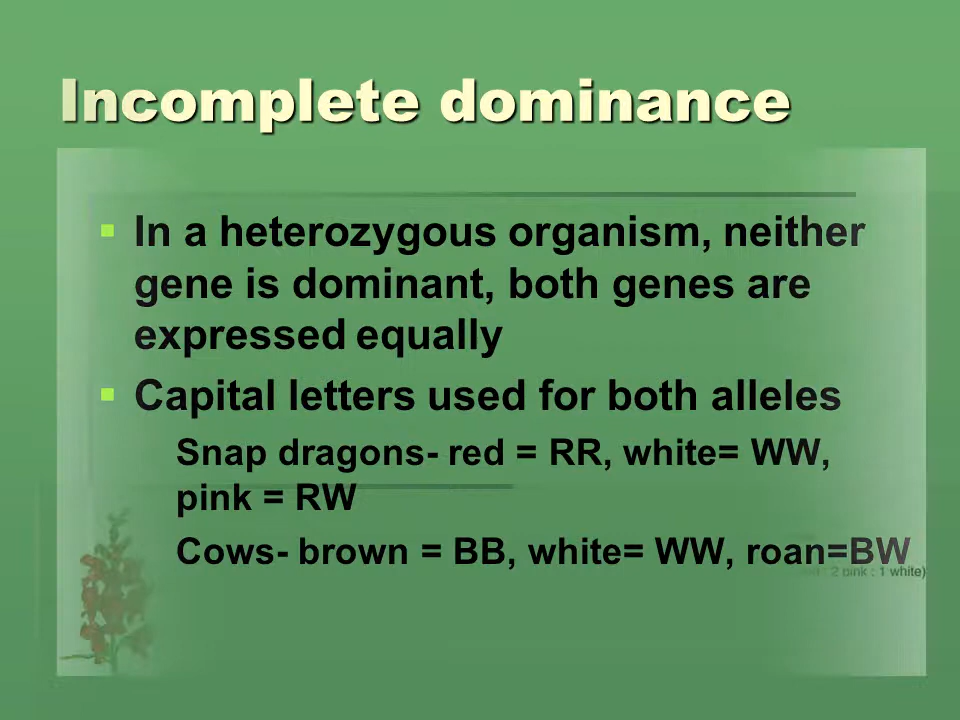 Incomplete dominance
In a heterozygous organism, neither
gene is dominant, both genes are
expressed equally
Capital letters used for both alleles
Snap dragons- red = RR, white= WW,
pink = RW
Cows- brown = BB, white= WW, roan=BW
: 2 pink : 1 white)